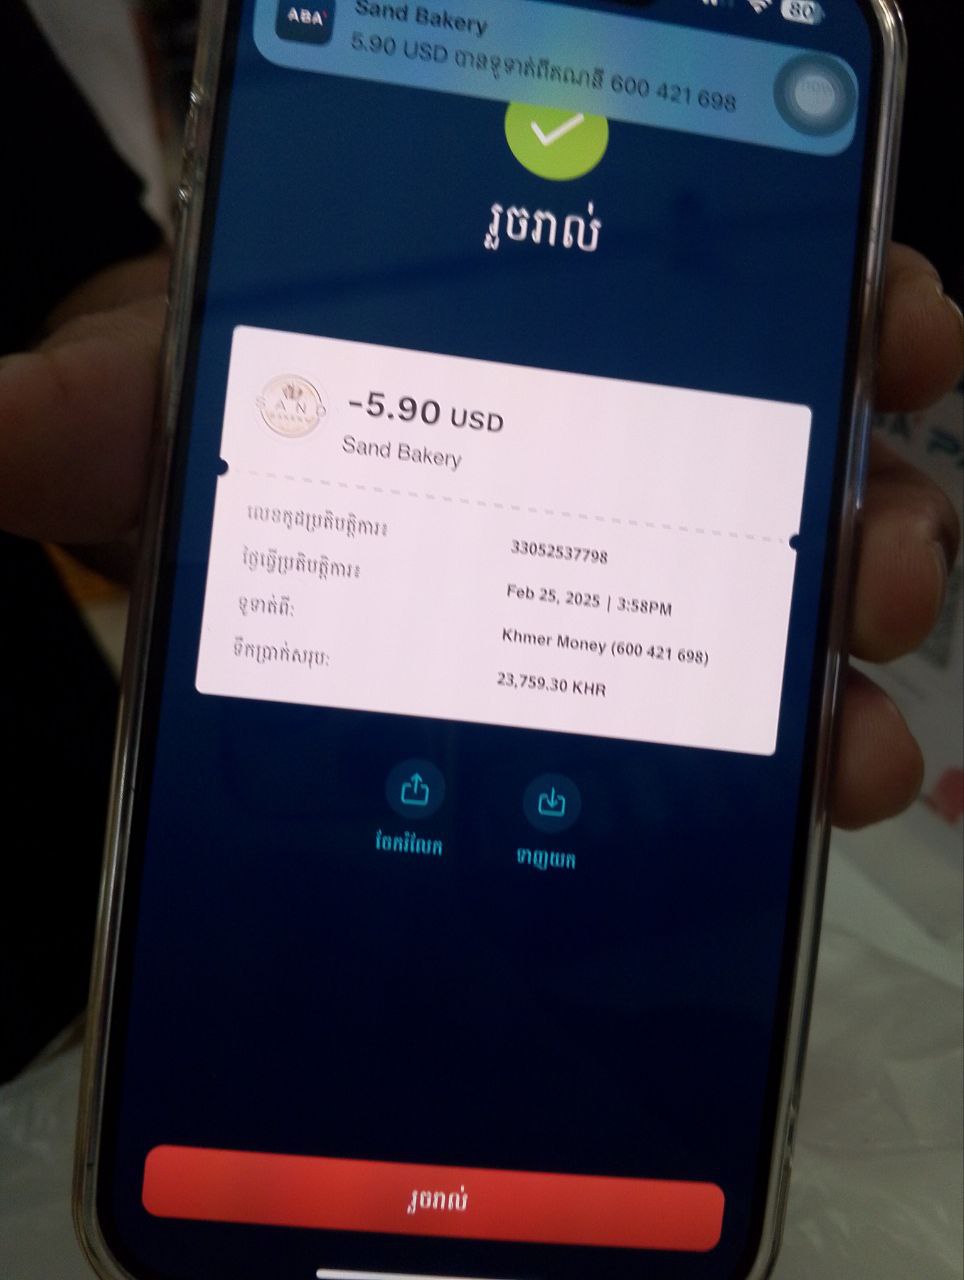 80
ABA'
Sand Bakery
now
5.90 USD បានទូទាត់ពីគណនី 600 421 698
រួចរាល់
SAND
BAKERY
-5.90 USD
Sand Bakery
លេខកូដប្រតិបត្តិការ៖
33052537798
ថ្ងៃធ្វើប្រតិបត្តិការ៖
Feb 25, 2025 | 3:58PM
ទូទាត់ពី:
Khmer Money (600 421 698)
ទឹកប្រាក់សរុប:
23,759.30 KHR
ចែករំលែក
ទាញយក
រួចរាល់